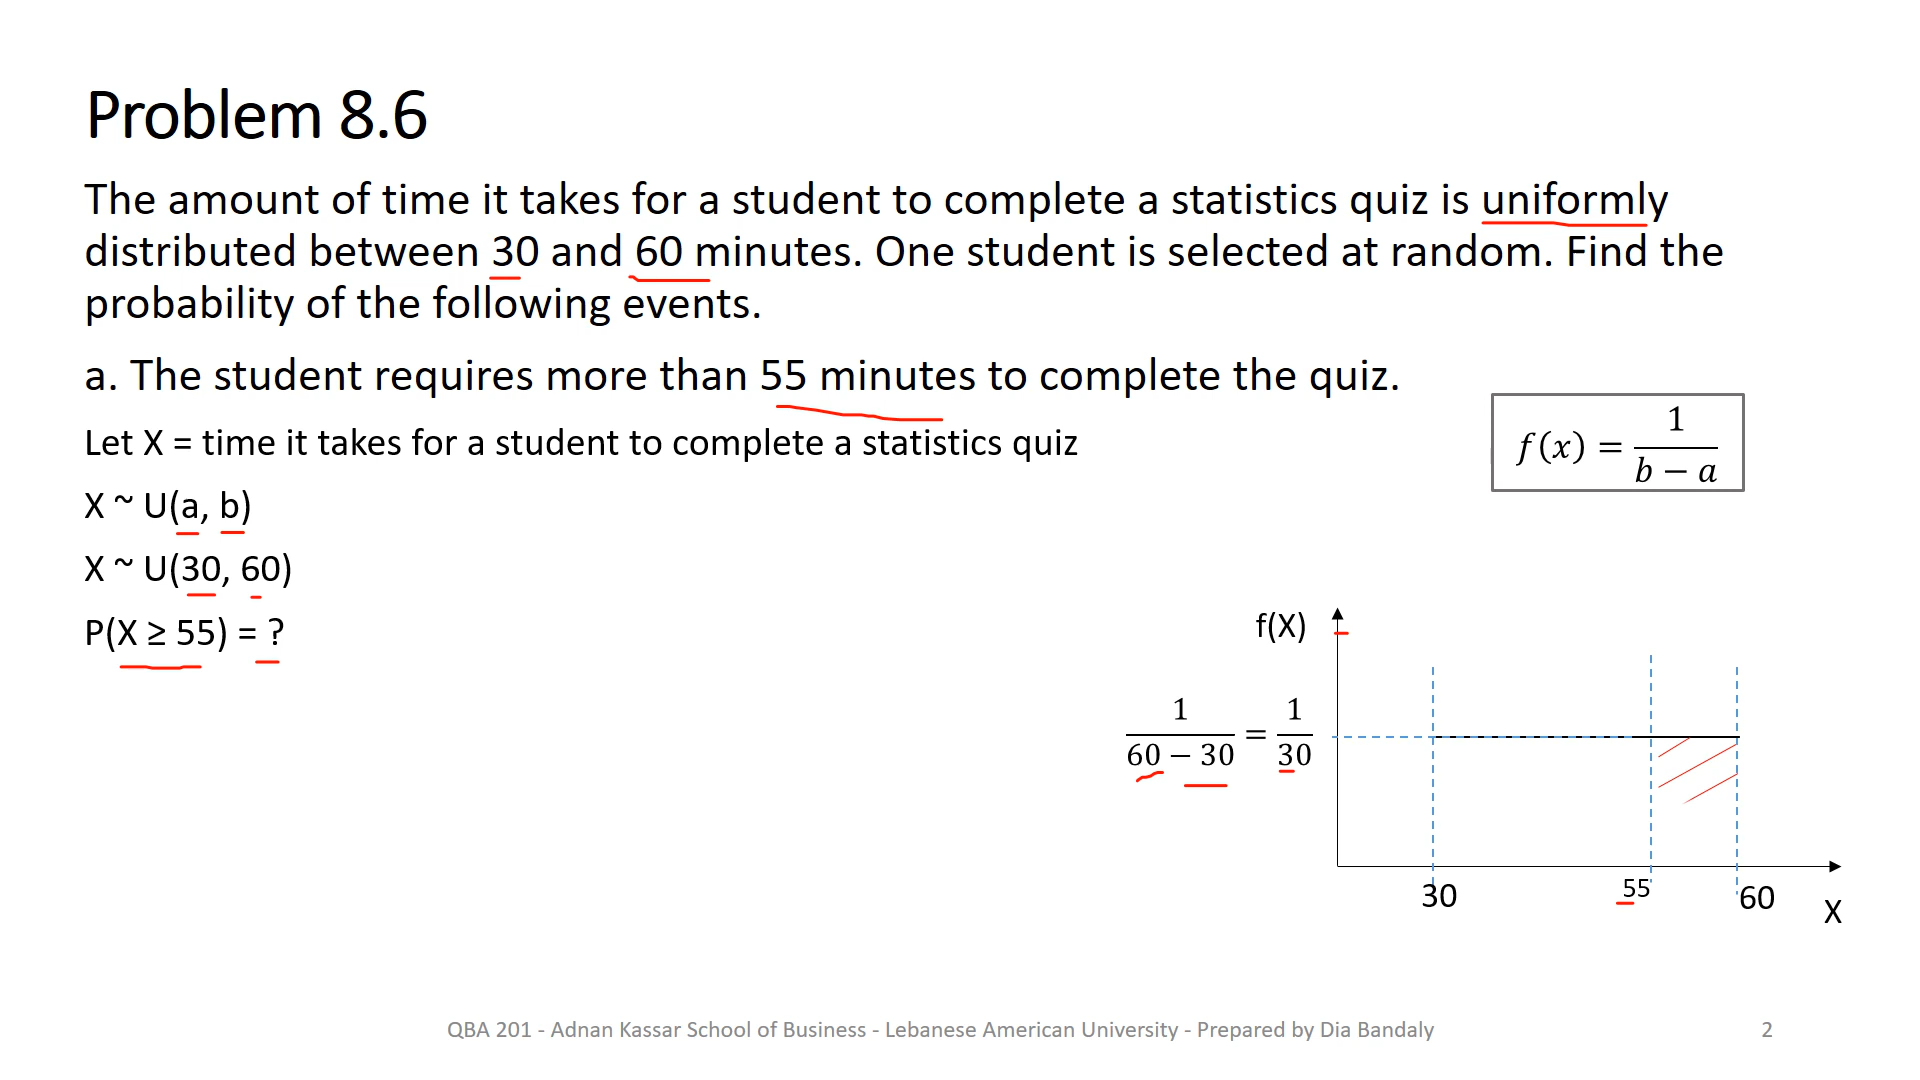 Problem 8.6
The amount of time it takes for a student to complete a statistics quiz is uniformly
distributed between 30 and 60 minutes. One student is selected at random. Find the
probability of the following events.
a. The student requires more than 55 minutes to complete the quiz.
f(x) = 1/(b − a)
Let X = time it takes for a student to complete a statistics quiz
X ~ U(a, b)
X ~ U(30, 60)
P(X ≥ 55) = ?
f(X)
1/(60 − 30) = 1/30
30 55 60 X
QBA 201 - Adnan Kassar School of Business - Lebanese American University - Prepared by Dia Bandaly 2